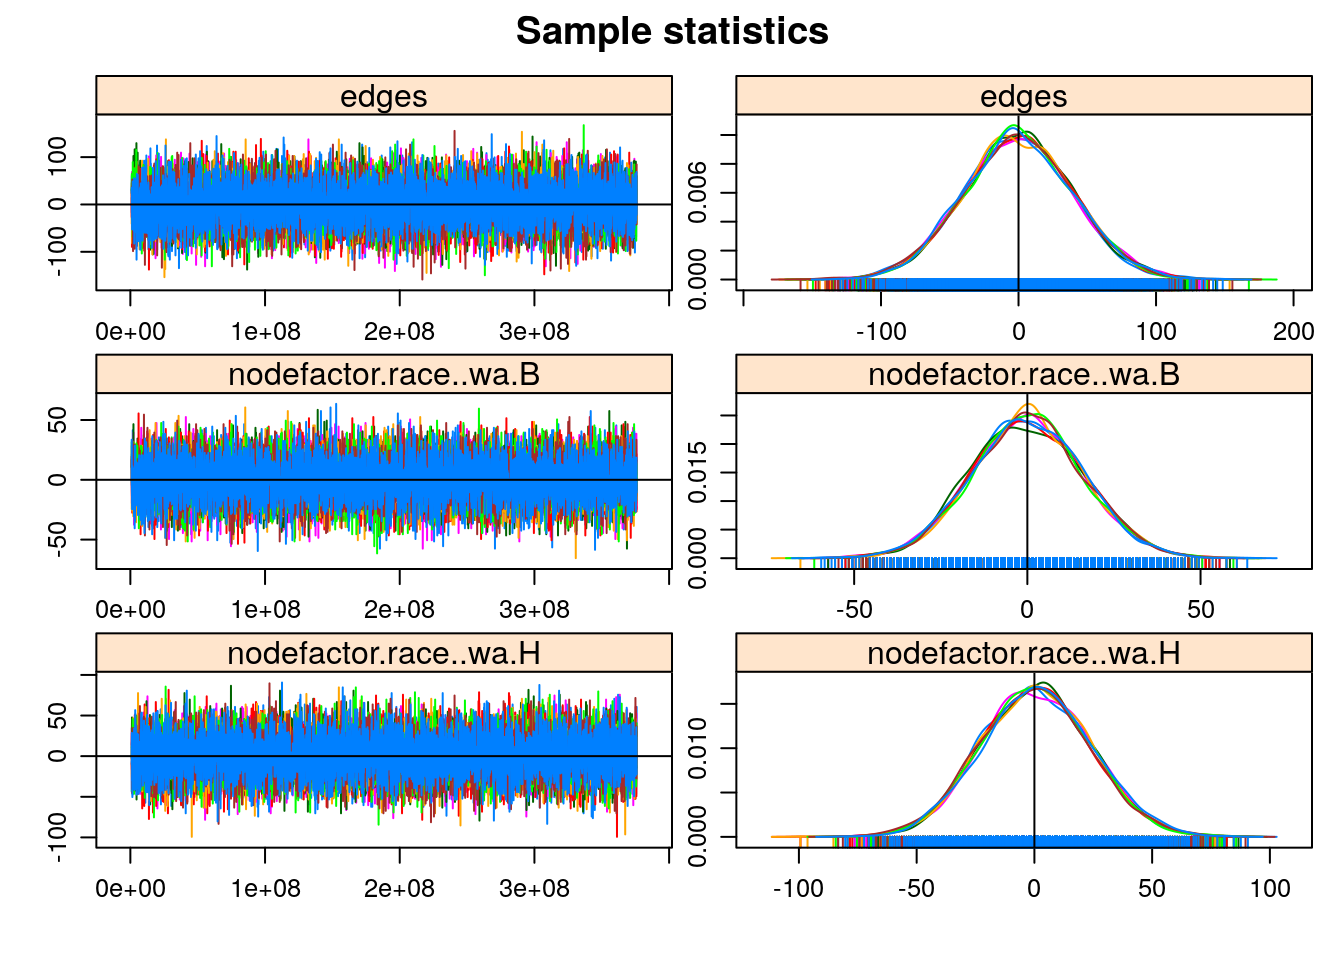 Sample statistics
edges
edges
100
0
-100
0e+00 1e+08 2e+08 3e+08
0.006
0.000
-100 0 100 200
nodefactor.race..wa.B
nodefactor.race..wa.B
50
0
-50
0e+00 1e+08 2e+08 3e+08
0.015
0.000
-50 0 50
nodefactor.race..wa.H
nodefactor.race..wa.H
50
0
-100
0e+00 1e+08 2e+08 3e+08
0.010
0.000
-100 -50 0 50 100